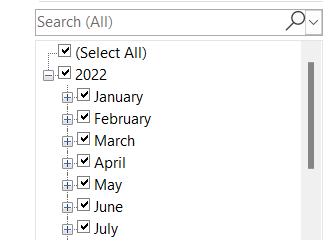 Search (All)
(Select All)
2022
January
February
March
April
May
June
July